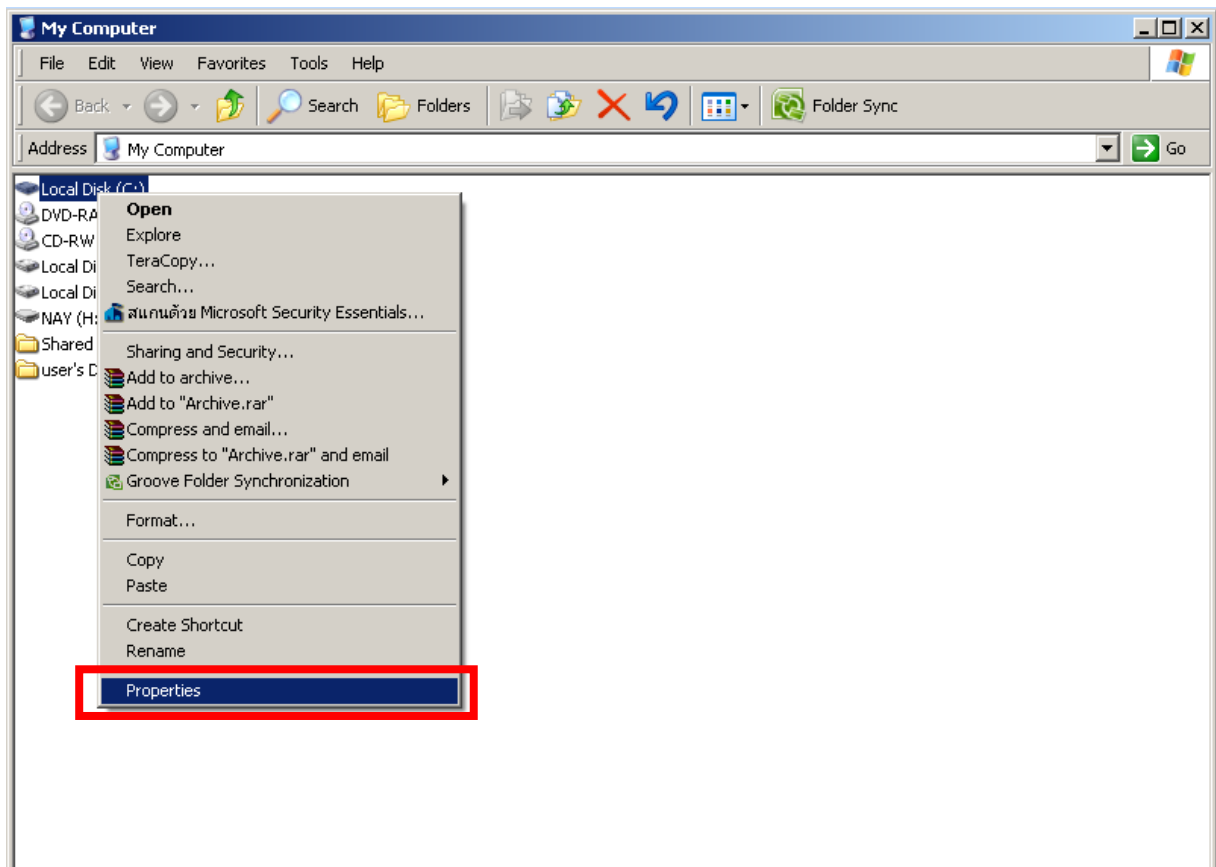 My Computer
File Edit View Favorites Tools Help
Back Search Folders Folder Sync
Address My Computer Go
Local Disk (C:)
DVD-RA
CD-RW
Local Di
Local Di
NAY (H:
Shared
user's D
Open
Explore
TeraCopy...
Search...
สแกนด้วย Microsoft Security Essentials...
Sharing and Security...
Add to archive...
Add to "Archive.rar"
Compress and email...
Compress to "Archive.rar" and email
Groove Folder Synchronization
Format...
Copy
Paste
Create Shortcut
Rename
Properties